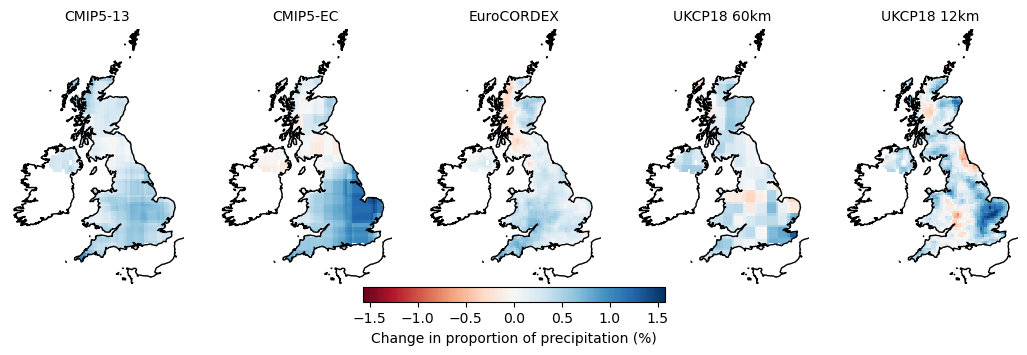 CMIP5-13 CMIP5-EC EuroCORDEX UKCP18 60km UKCP18 12km
−1.5 −1.0 −0.5 0.0 0.5 1.0 1.5
Change in proportion of precipitation (%)